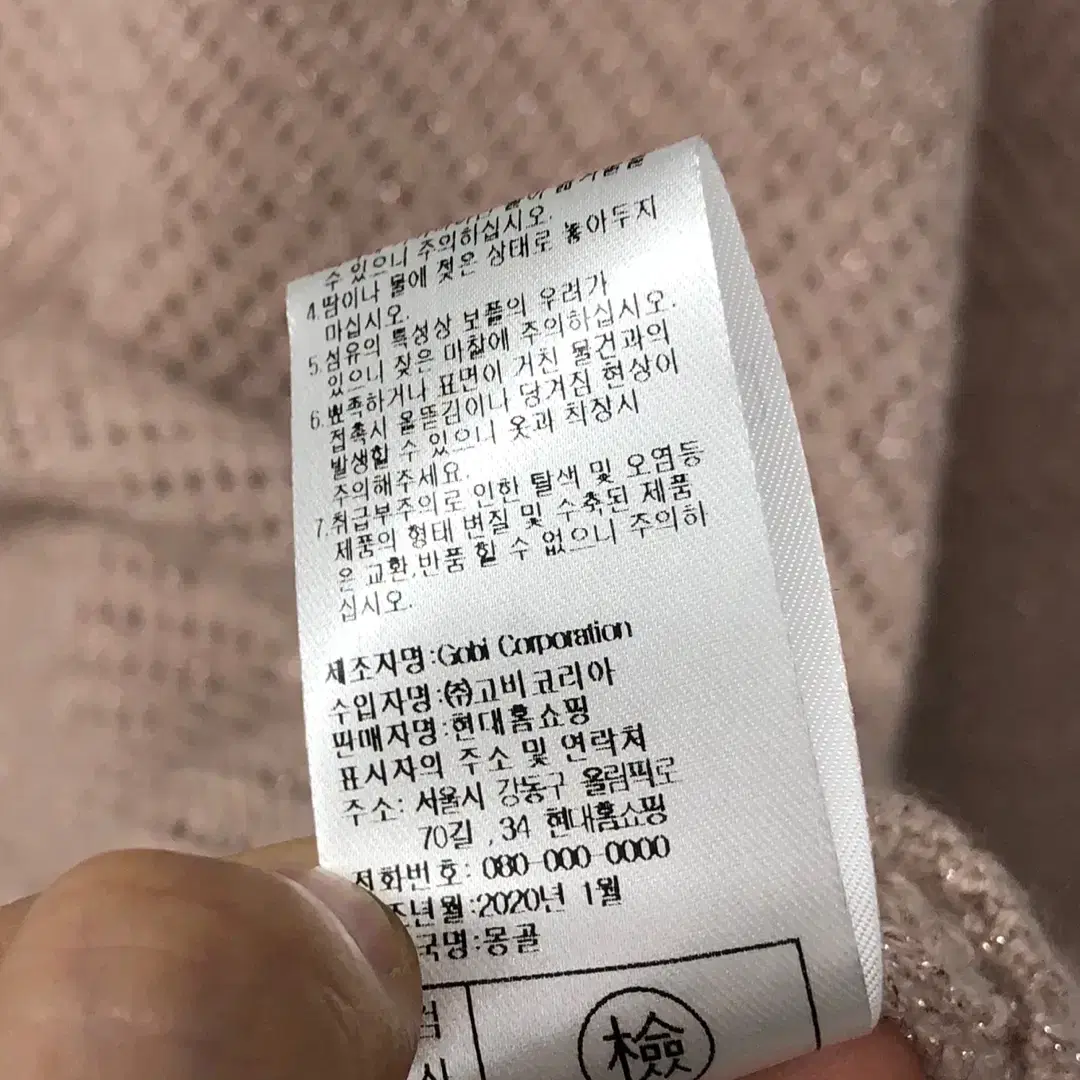 수 있으니 주의하십시오.
4.땀이나 물에 젖은 상태로 놓아두지
마십시오.
5.섬유의 특성상 보플의 우려가
있으니 잦은 마찰에 주의하십시오.
6.뾰족하거나 표면이 거친 물건과의
접촉시 올뜯김이나 당겨짐 현상이
발생할 수 있으니 옷과 착장시
주의해주세요.
7.취급부주의로 인한 탈색 및 오염등
제품의 형태 변질 및 수축된 제품
은 교환,반품 할 수 없으니 주의하
십시오.
제조자명:Gobi Corporation
수입자명:㈜고비코리아
판매자명:현대홈쇼핑
표시자의 주소 및 연락처
주소: 서울시 강동구 올림픽로
70길 ,34 현대홈쇼핑
전화번호: 080-000-0000
조년월:2020년 1월
국명:몽골
檢